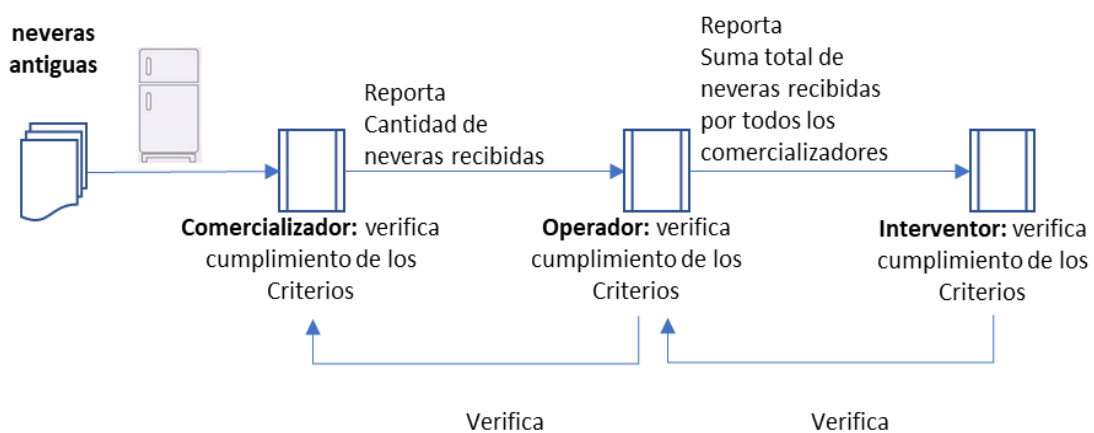 neveras
antiguas
Reporta
Cantidad de
neveras recibidas
Reporta
Suma total de
neveras recibidas
por todos los
comercializadores
Comercializador: verifica
cumplimiento de los
Criterios
Operador: verifica
cumplimiento de los
Criterios
Interventor: verifica
cumplimiento de los
Criterios
Verifica
Verifica